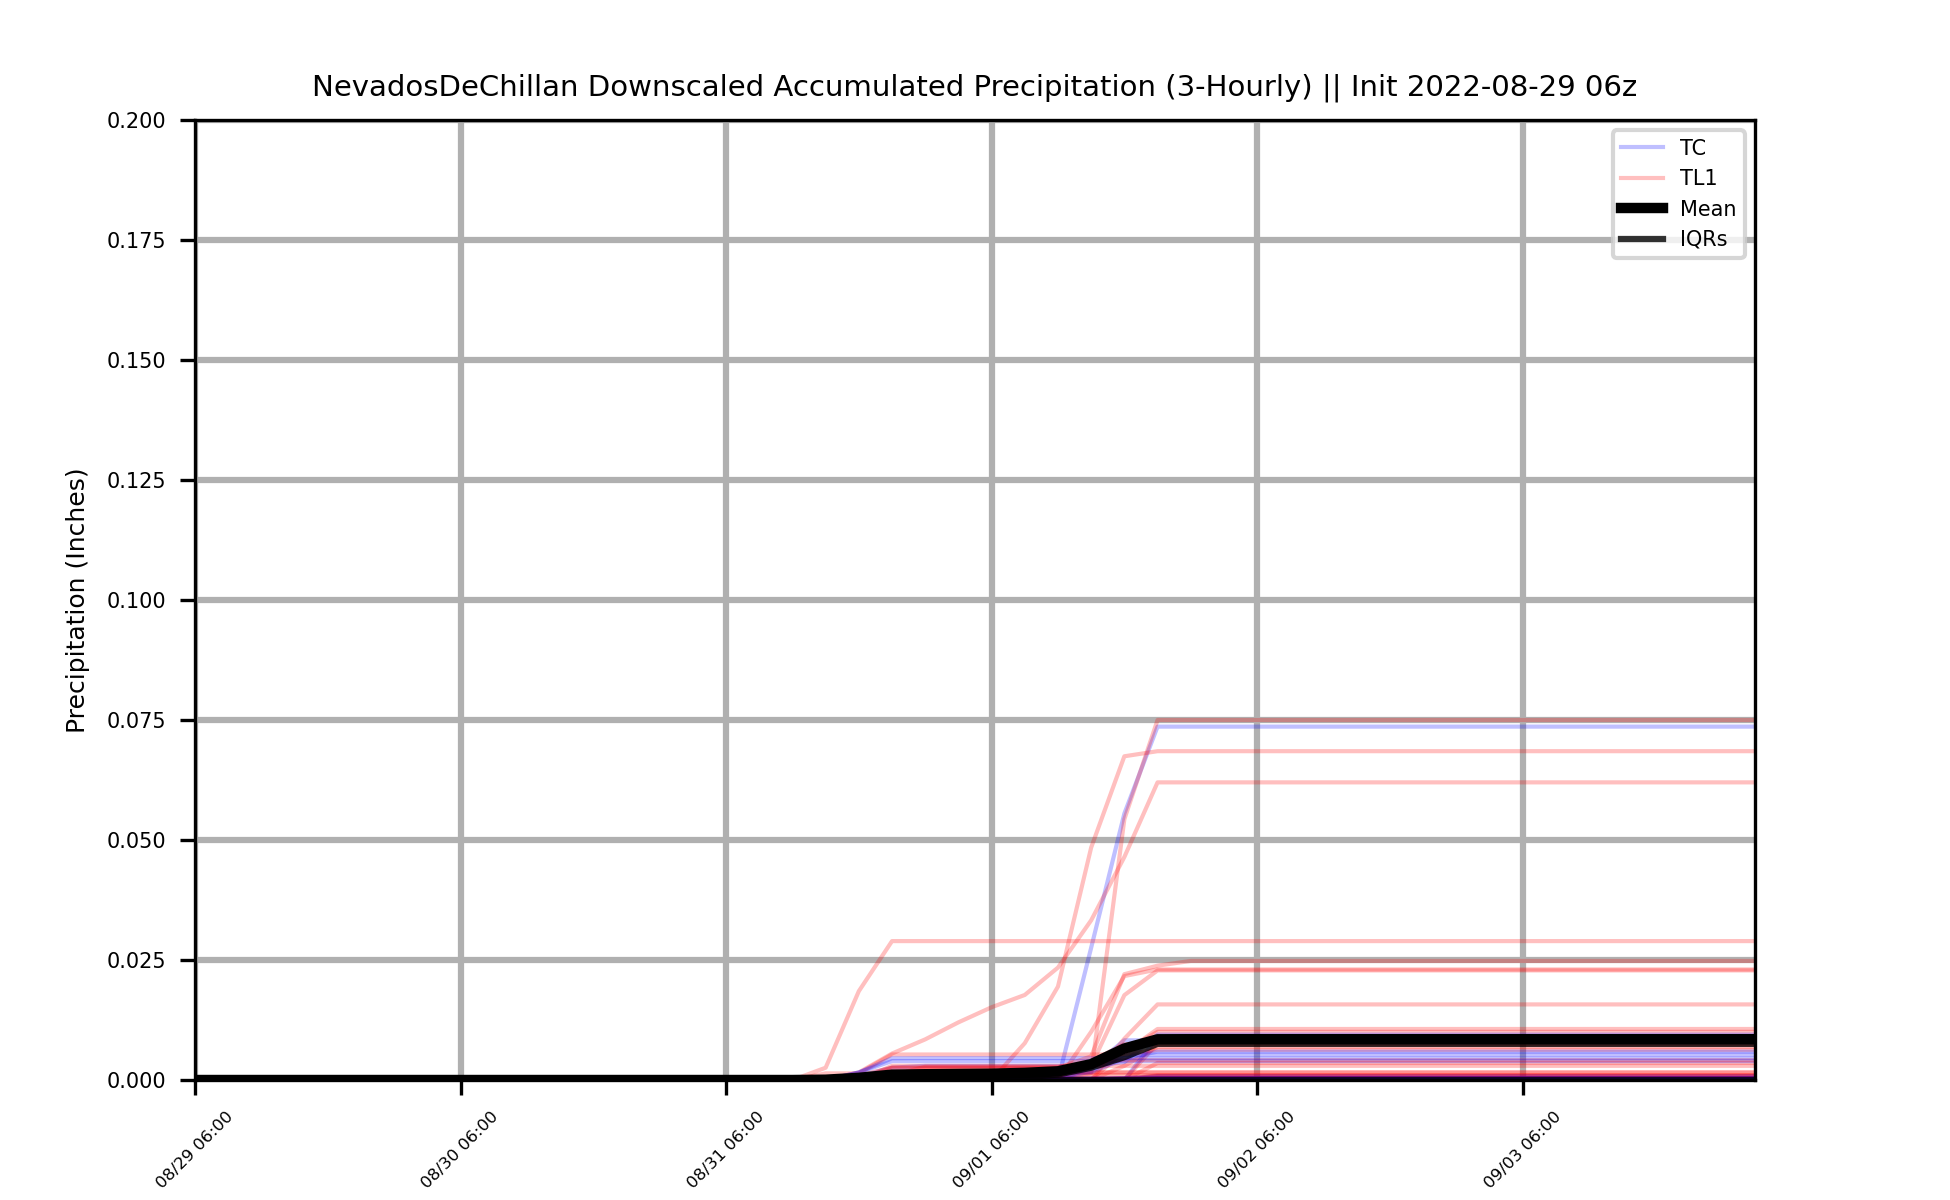 NevadosDeChillan Downscaled Accumulated Precipitation (3-Hourly) || Init 2022-08-29 06z
TC
TL1
Mean
IQRs
Precipitation (Inches)
0.200
0.175
0.150
0.125
0.100
0.075
0.050
0.025
0.000
08/29 06:00
08/30 06:00
08/31 06:00
09/01 06:00
09/02 06:00
09/03 06:00